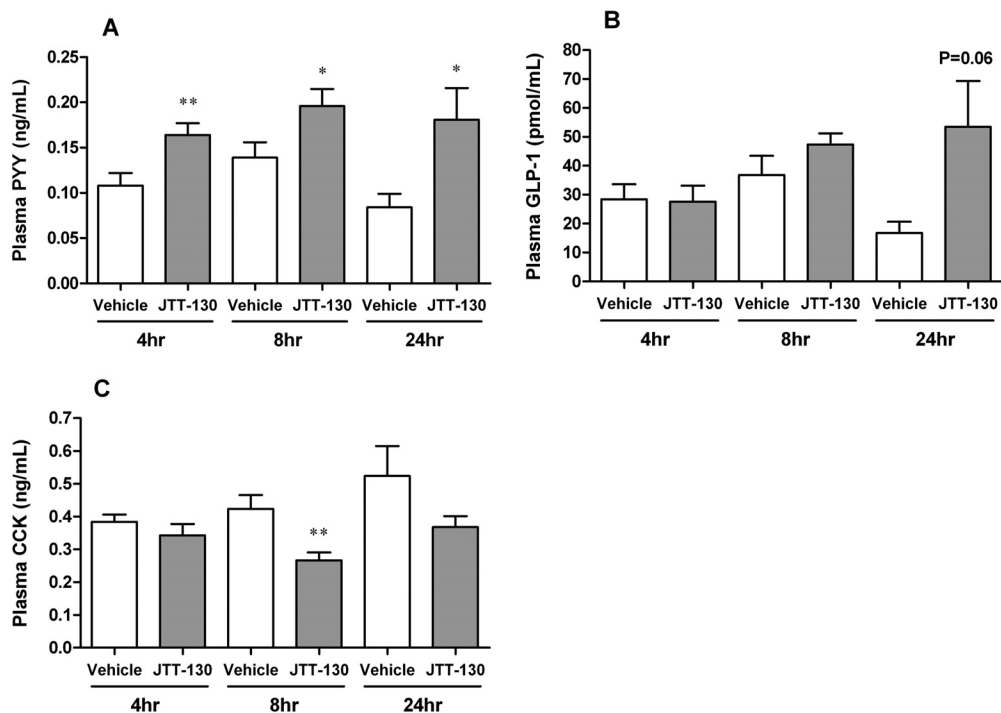 A
Plasma PYY (ng/mL)
0.25
0.20
0.15
0.10
0.05
0.00
**
*
*
Vehicle JTT-130 Vehicle JTT-130 Vehicle JTT-130
4hr 8hr 24hr
B
Plasma GLP-1 (pmol/mL)
80
70
60
50
40
30
20
10
0
P=0.06
Vehicle JTT-130 Vehicle JTT-130 Vehicle JTT-130
4hr 8hr 24hr
C
Plasma CCK (ng/mL)
0.7
0.6
0.5
0.4
0.3
0.2
0.1
0.0
**
Vehicle JTT-130 Vehicle JTT-130 Vehicle JTT-130
4hr 8hr 24hr